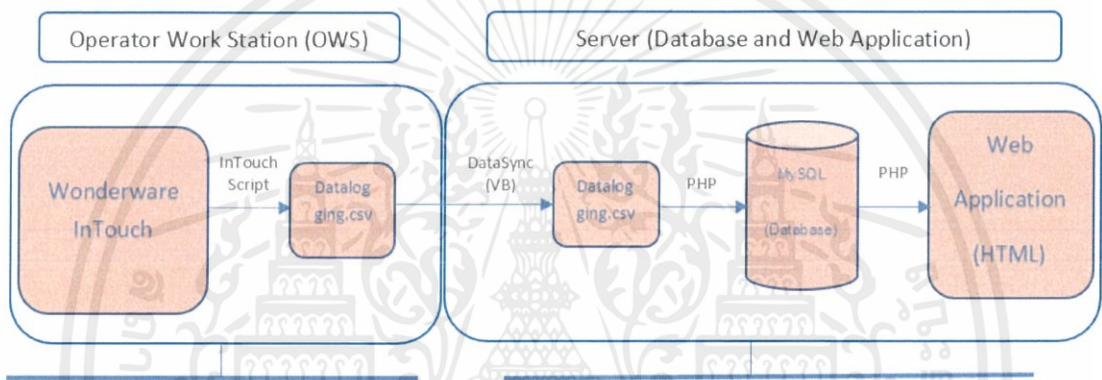 Operator Work Station (OWS)
Server (Database and Web Application)
Wonderware
InTouch
InTouch
Script
Datalog
ging.csv
DataSync
(VB)
Datalog
ging.csv
PHP
MySQL
(Database)
PHP
Web
Application
(HTML)